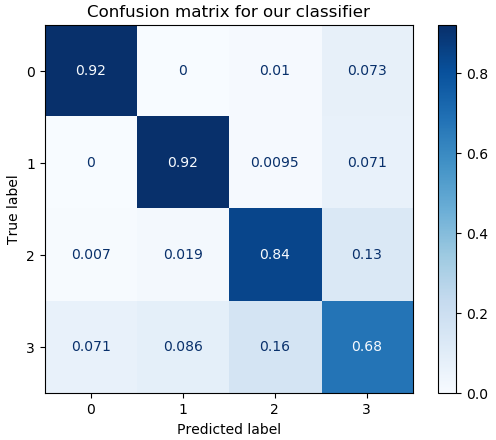 Confusion matrix for our classifier
0 0.92 0 0.01 0.073
1 0 0.92 0.0095 0.071
2 0.007 0.019 0.84 0.13
3 0.071 0.086 0.16 0.68
0 1 2 3
True label
Predicted label
0.8
0.6
0.4
0.2
0.0